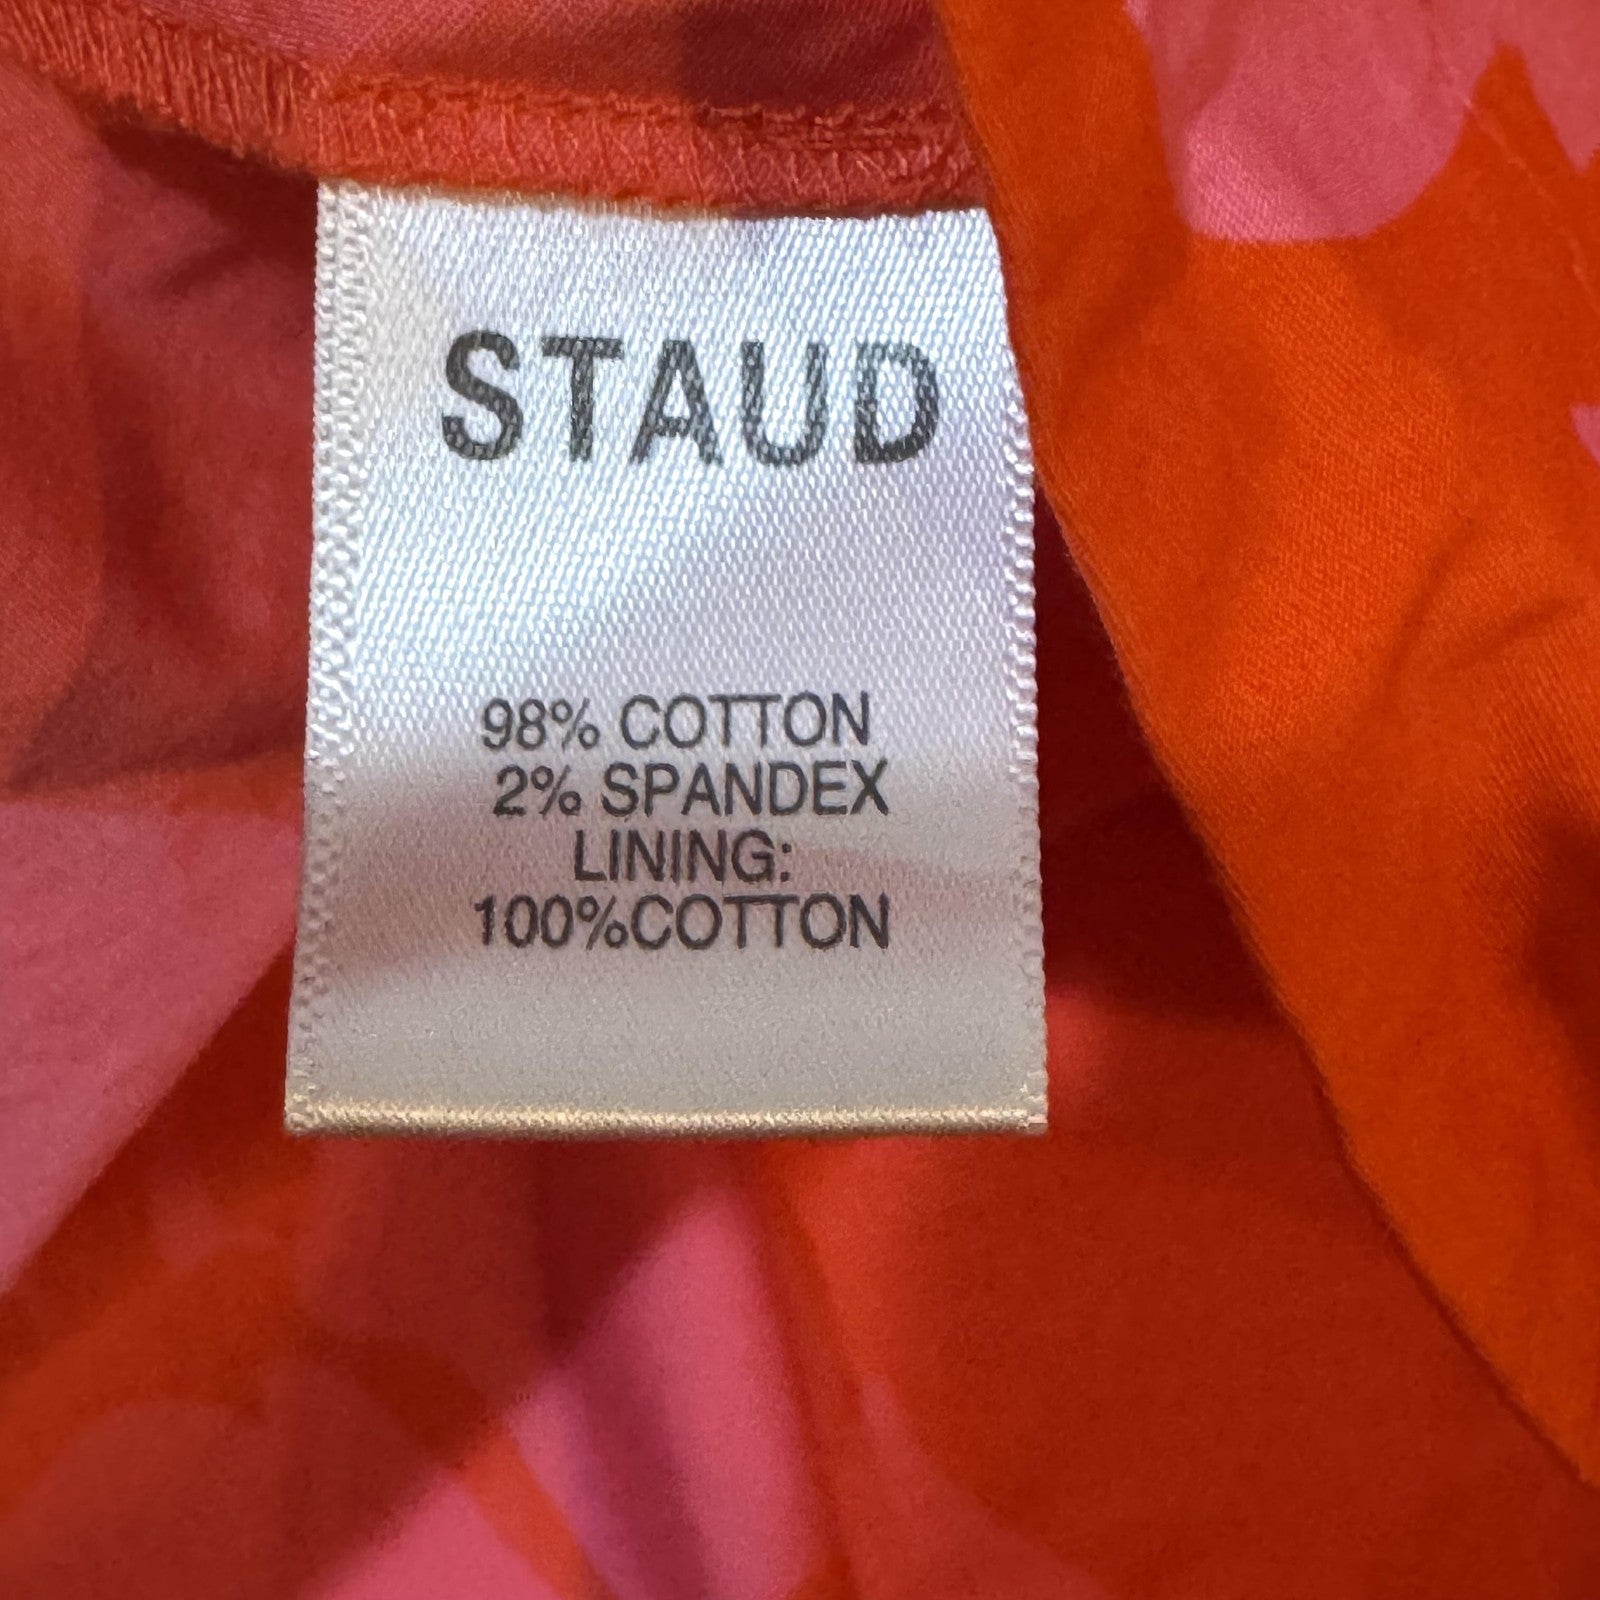 STAUD
98% COTTON
2% SPANDEX
LINING:
100%COTTON